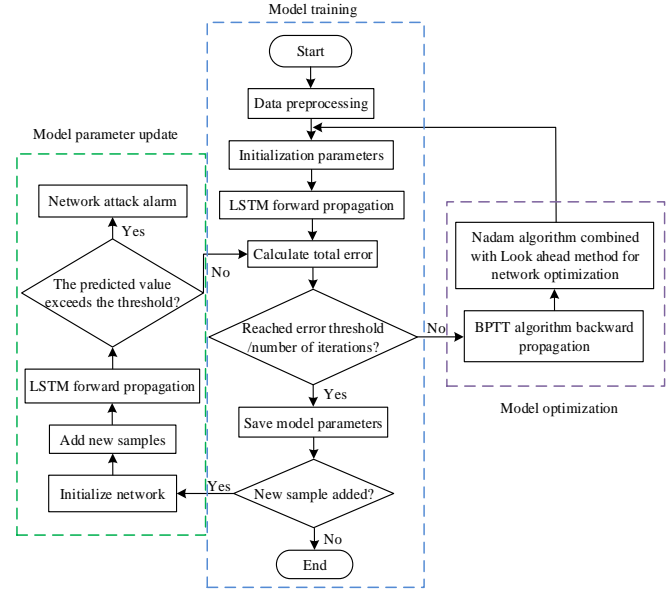 Model training
Start
Data preprocessing
Initialization parameters
LSTM forward propagation
Calculate total error
Reached error threshold
/number of iterations?
Yes
No
Save model parameters
New sample added?
Yes
No
End
Model parameter update
Network attack alarm
Yes
The predicted value
exceeds the threshold?
No
LSTM forward propagation
Add new samples
Initialize network
Nadam algorithm combined
with Look ahead method for
network optimization
BPTT algorithm backward
propagation
Model optimization